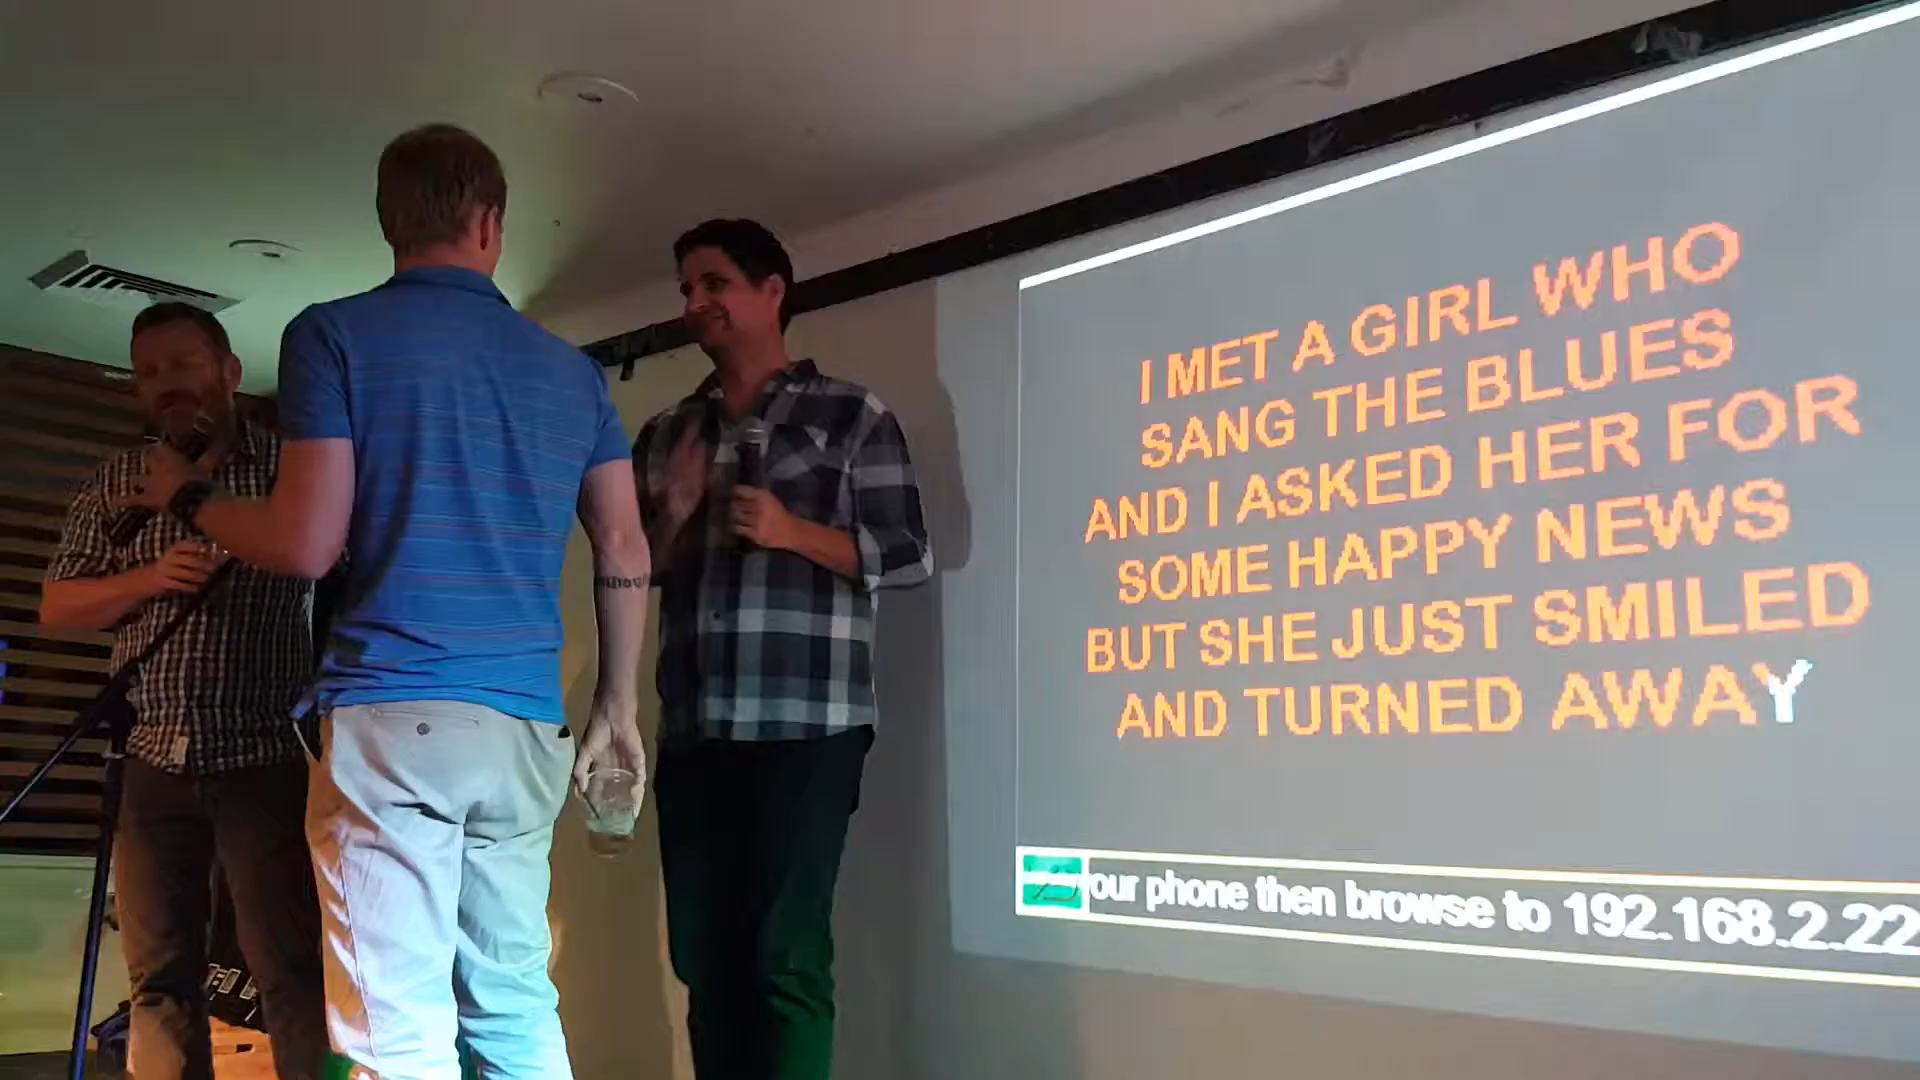 I MET A GIRL WHO
SANG THE BLUES
AND I ASKED HER FOR
SOME HAPPY NEWS
BUT SHE JUST SMILED
AND TURNED AWAY
our phone then browse to 192.168.2.22